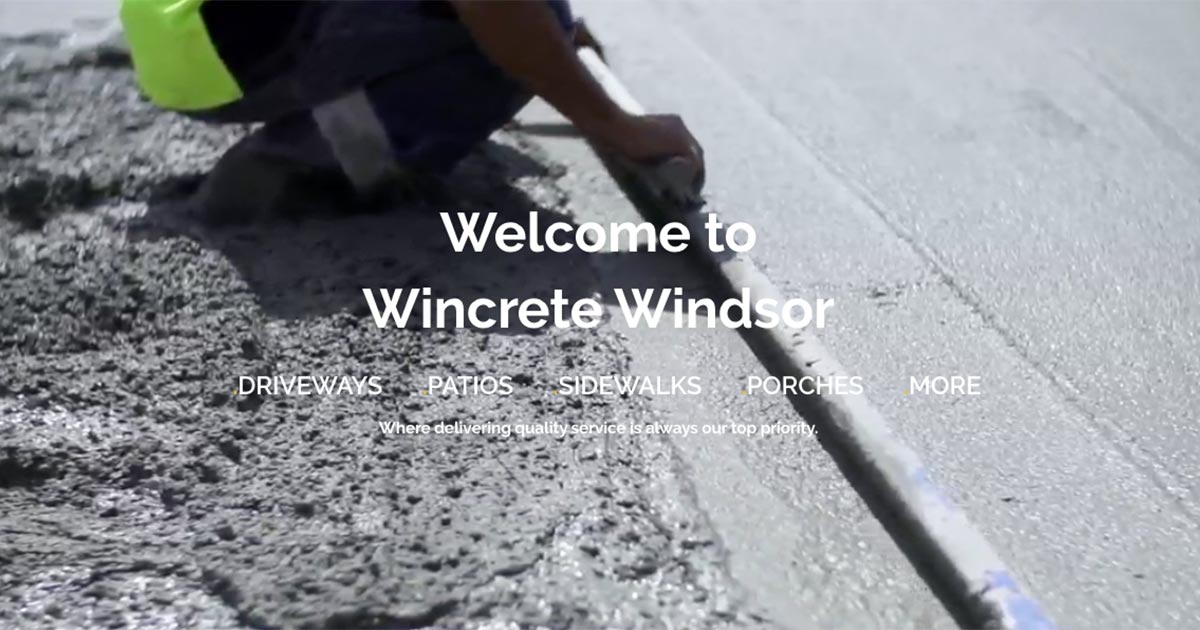 Welcome to
Wincrete Windsor
.DRIVEWAYS .PATIOS .SIDEWALKS .PORCHES .MORE
Where delivering quality service is always our top priority.